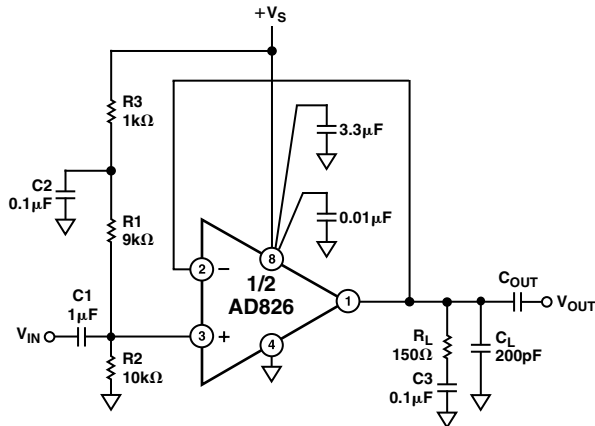 +VS
R3
1kΩ
3.3μF
C2
0.1μF
R1
9kΩ
0.01μF
8
2
–
1/2
AD826
1
COUT
VOUT
C1
1μF
VIN
3
+
4
R2
10kΩ
RL
150Ω
CL
200pF
C3
0.1μF